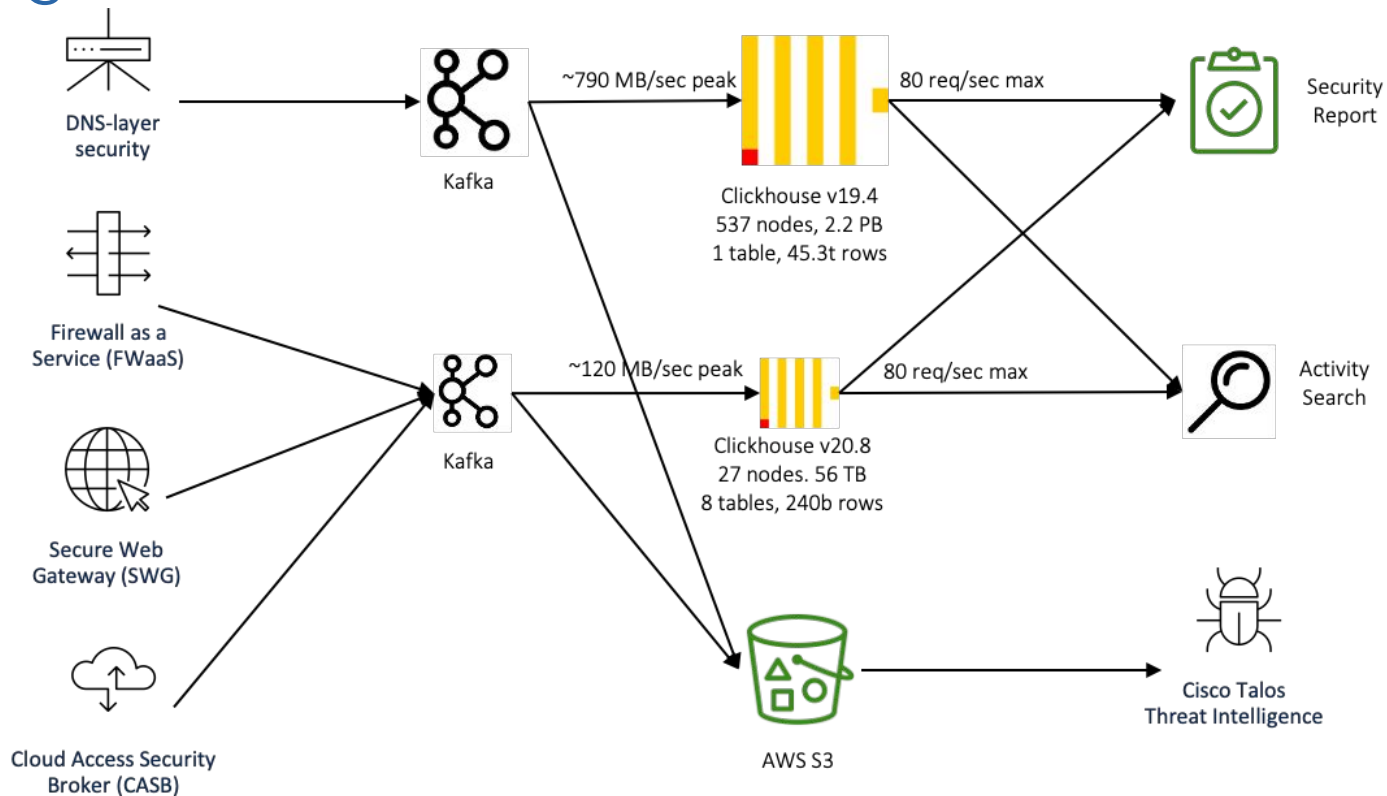 DNS-layer
security
Kafka
~790 MB/sec peak
Clickhouse v19.4
537 nodes, 2.2 PB
1 table, 45.3t rows
80 req/sec max
Security
Report
Firewall as a
Service (FWaaS)
Kafka
~120 MB/sec peak
Clickhouse v20.8
27 nodes. 56 TB
8 tables, 240b rows
80 req/sec max
Activity
Search
Secure Web
Gateway (SWG)
Cloud Access Security
Broker (CASB)
AWS S3
Cisco Talos
Threat Intelligence